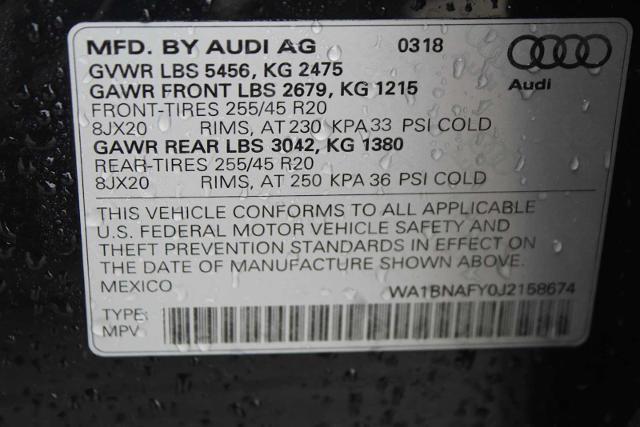 MFD. BY AUDI AG 0318
GVWR LBS 5456, KG 2475
GAWR FRONT LBS 2679, KG 1215
Audi
FRONT-TIRES 255/45 R20
8JX20 RIMS, AT 230 KPA 33 PSI COLD
GAWR REAR LBS 3042, KG 1380
REAR-TIRES 255/45 R20
8JX20 RIMS, AT 250 KPA 36 PSI COLD
THIS VEHICLE CONFORMS TO ALL APPLICABLE
U.S. FEDERAL MOTOR VEHICLE SAFETY AND
THEFT PREVENTION STANDARDS IN EFFECT ON
THE DATE OF MANUFACTURE SHOWN ABOVE.
MEXICO WA1BNAFY0J2158674
TYPE:
MPV